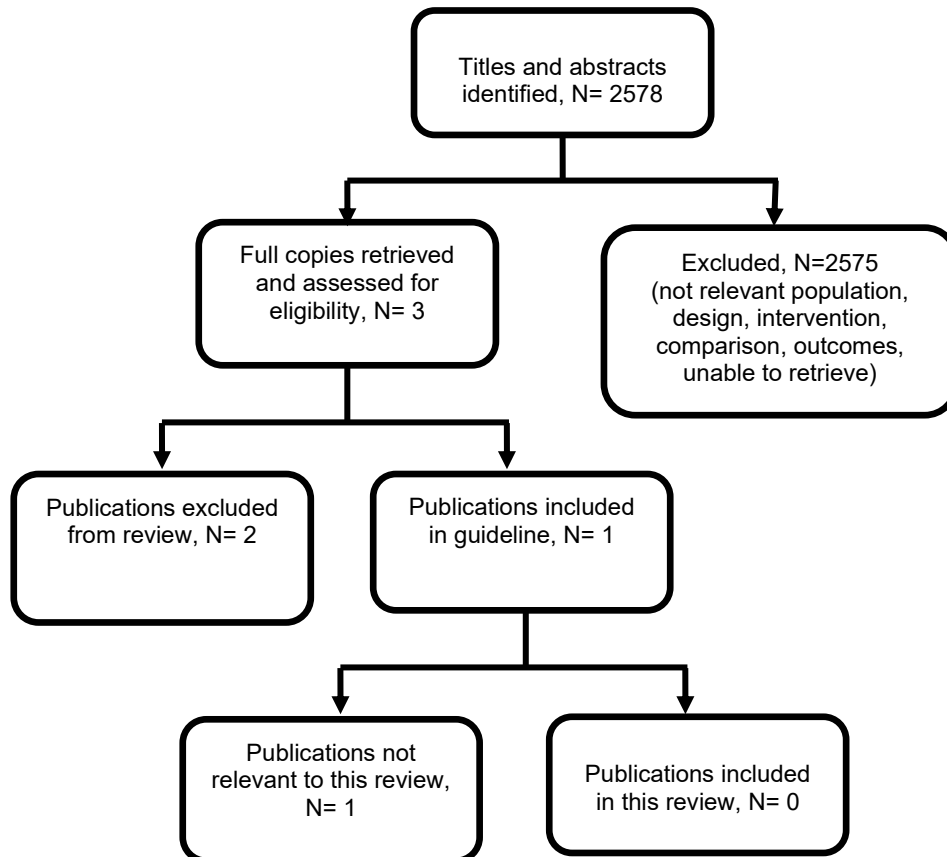 Titles and abstracts
identified, N= 2578
Full copies retrieved
and assessed for
eligibility, N= 3
Excluded, N=2575
(not relevant population,
design, intervention,
comparison, outcomes,
unable to retrieve)
Publications excluded
from review, N= 2
Publications included
in guideline, N= 1
Publications not
relevant to this review,
N= 1
Publications included
in this review, N= 0